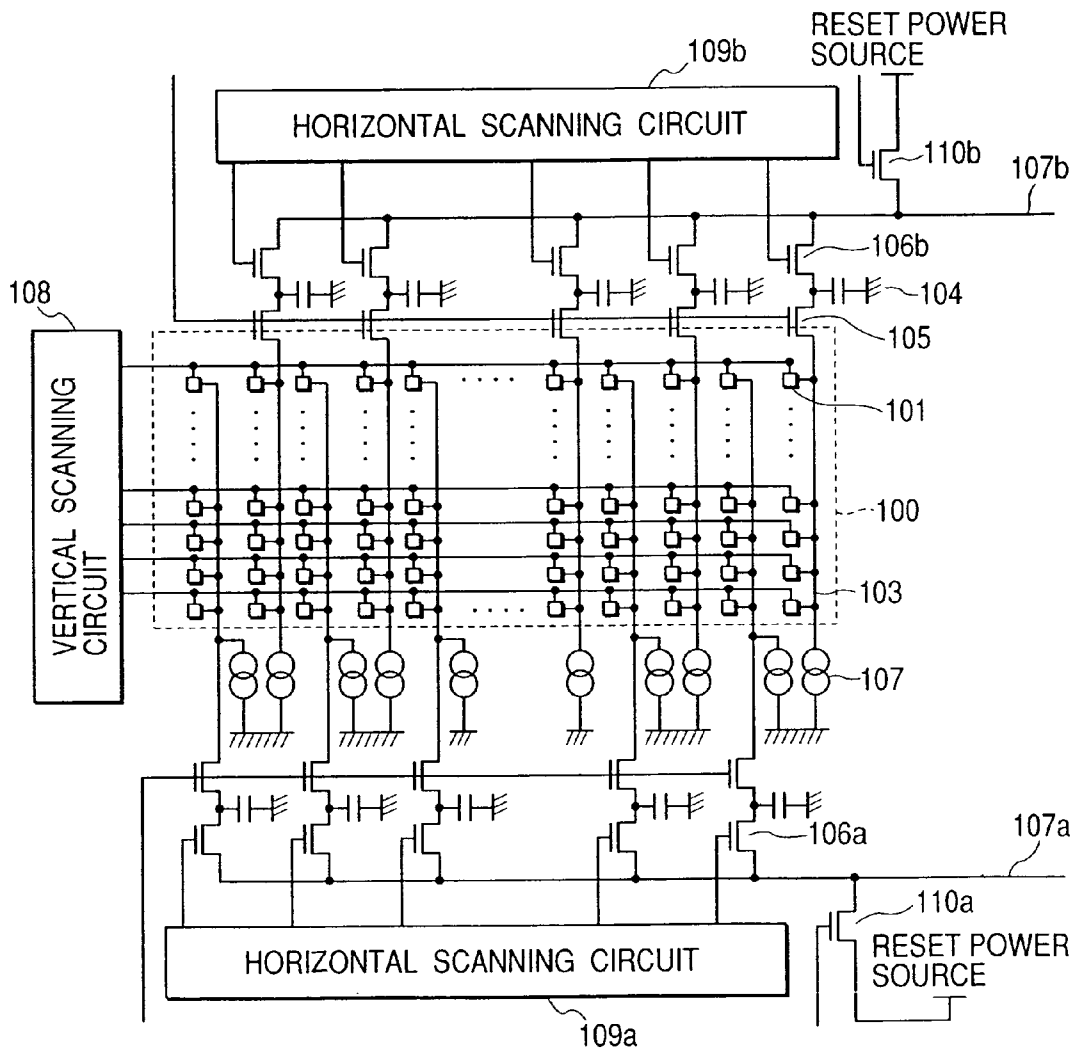 RESET POWER
SOURCE
109b
HORIZONTAL SCANNING CIRCUIT
110b
107b
106b
108
104
105
VERTICAL SCANNING
CIRCUIT
101
100
103
107
106a
107a
110a
HORIZONTAL SCANNING CIRCUIT
RESET POWER
SOURCE
109a